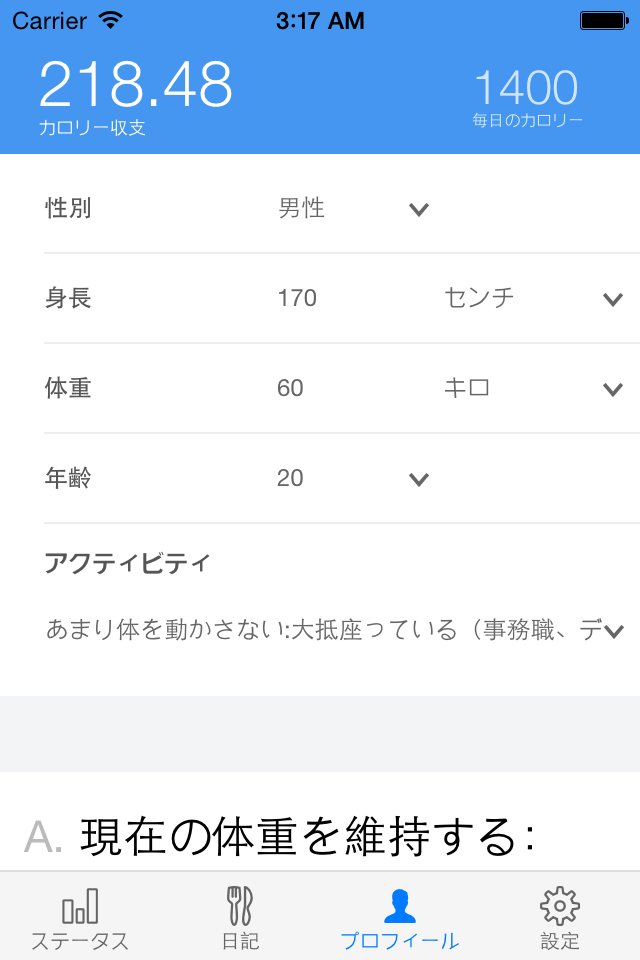 Carrier 3:17 AM
218.48 1400
カロリー収支 毎日のカロリー
性別 男性
身長 170 センチ
体重 60 キロ
年齢 20
アクティビティ
あまり体を動かさない:大抵座っている（事務職、デ
A. 現在の体重を維持する:
ステータス 日記 プロフィール 設定